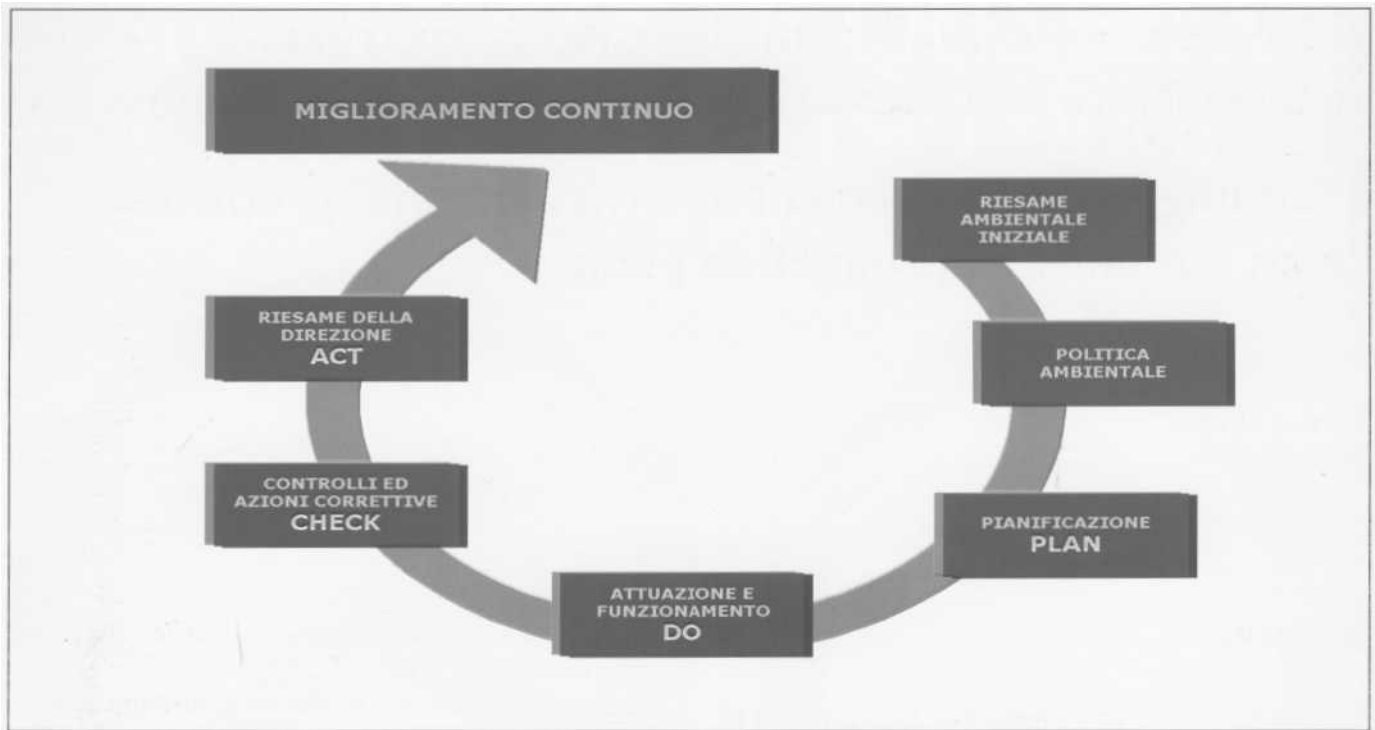 MIGLIORAMENTO CONTINUO
RIESAME
AMBIENTALE
INIZIALE
POLITICA
AMBIENTALE
PIANIFICAZIONE
PLAN
ATTUAZIONE E
FUNZIONAMENTO
DO
CONTROLLI ED
AZIONI CORRETTIVE
CHECK
RIESAME DELLA
DIREZIONE
ACT